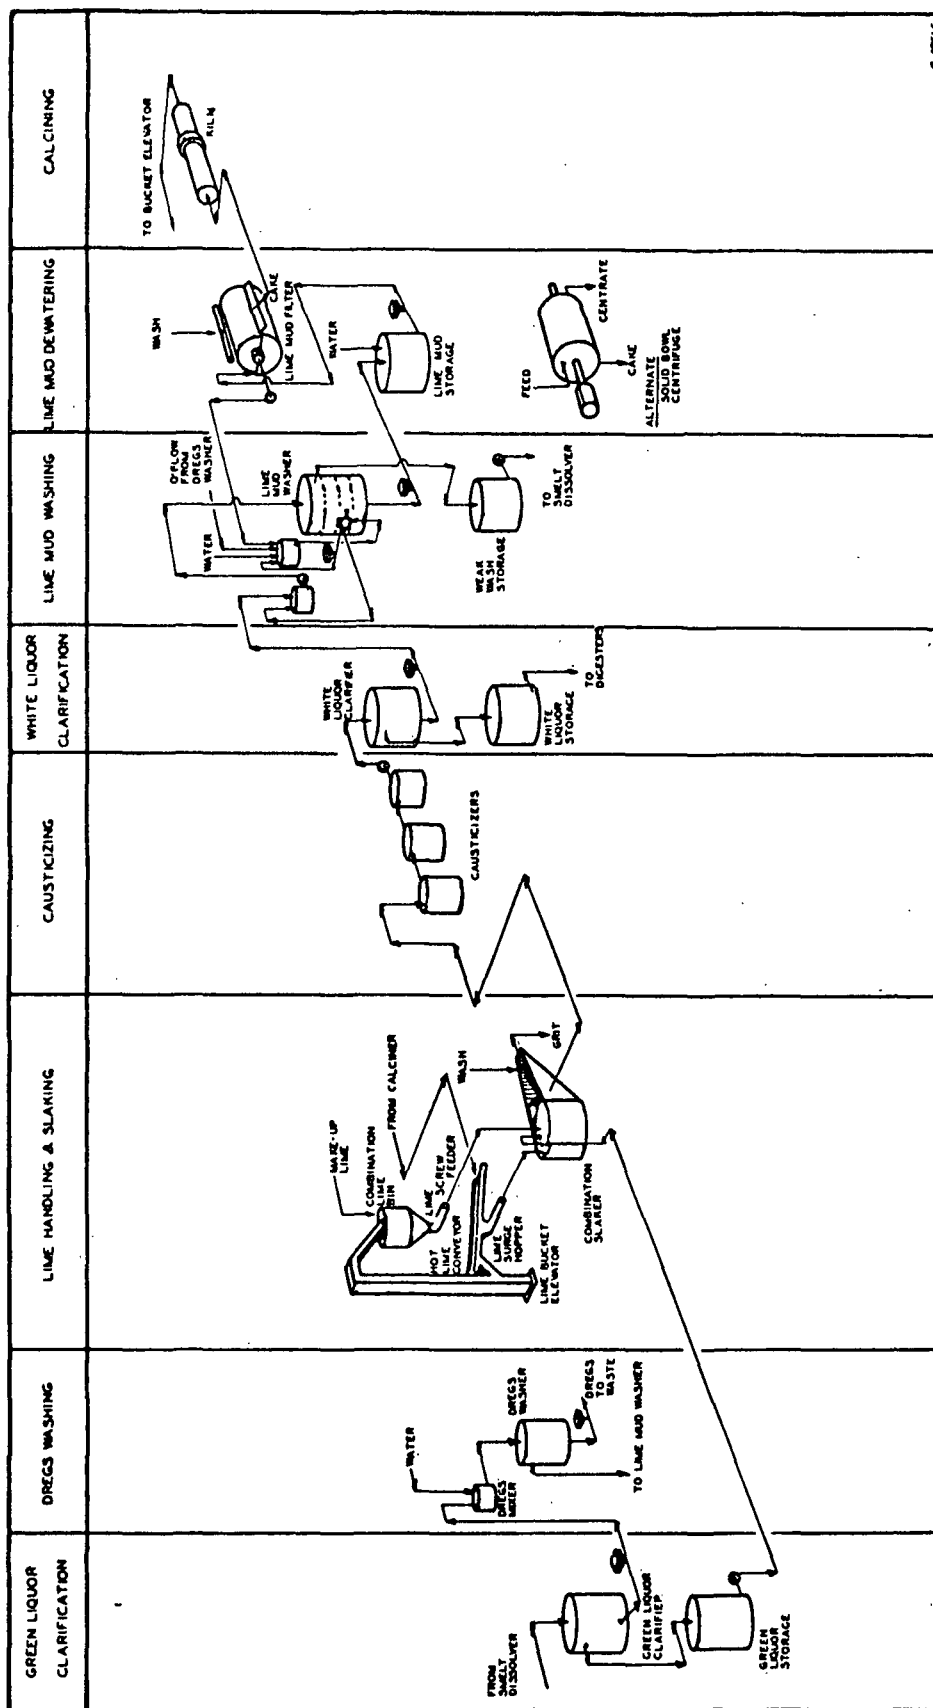 GREEN LIQUOR
CLARIFICATION
DREGS WASHING
LIME HANDLING & SLAKING
CAUSTICIZING
WHITE LIQUOR
CLARIFICATION
LIME MUD WASHING
LIME MUD DEWATERING
CALCINING
FROM
SMELT
DISSOLVER
GREEN LIQUOR
CLARIFIER
GREEN
LIQUOR
STORAGE
WATER
DREGS
MIXER
DREGS
WASHER
DREGS
TO
WASTE
TO LIME MUD WASHER
MAKE-UP
LIME
COMBINATION
LIME
BIN
FROM CALCINER
LIME
SCREW
FEEDER
HOT
LIME
CONVEYOR
LIME
SURGE
HOPPER
LIME BUCKET
ELEVATOR
WASH
GRIT
COMBINATION
SLAKER
CAUSTICIZERS
WHITE
LIQUOR
CLARIFIER
WHITE
LIQUOR
STORAGE
TO
DIGESTERS
WATER
O'FLOW
FROM
DREGS
WASHER
LIME
MUD
WASHER
WEAK
WASH
STORAGE
TO
SMELT
DISSOLVER
WASH
CAKE
LIME MUD FILTER
WATER
LIME MUD
STORAGE
FEED
CENTRATE
CAKE
ALTERNATE
SOLID BOWL
CENTRIFUGE
TO BUCKET ELEVATOR
KILN